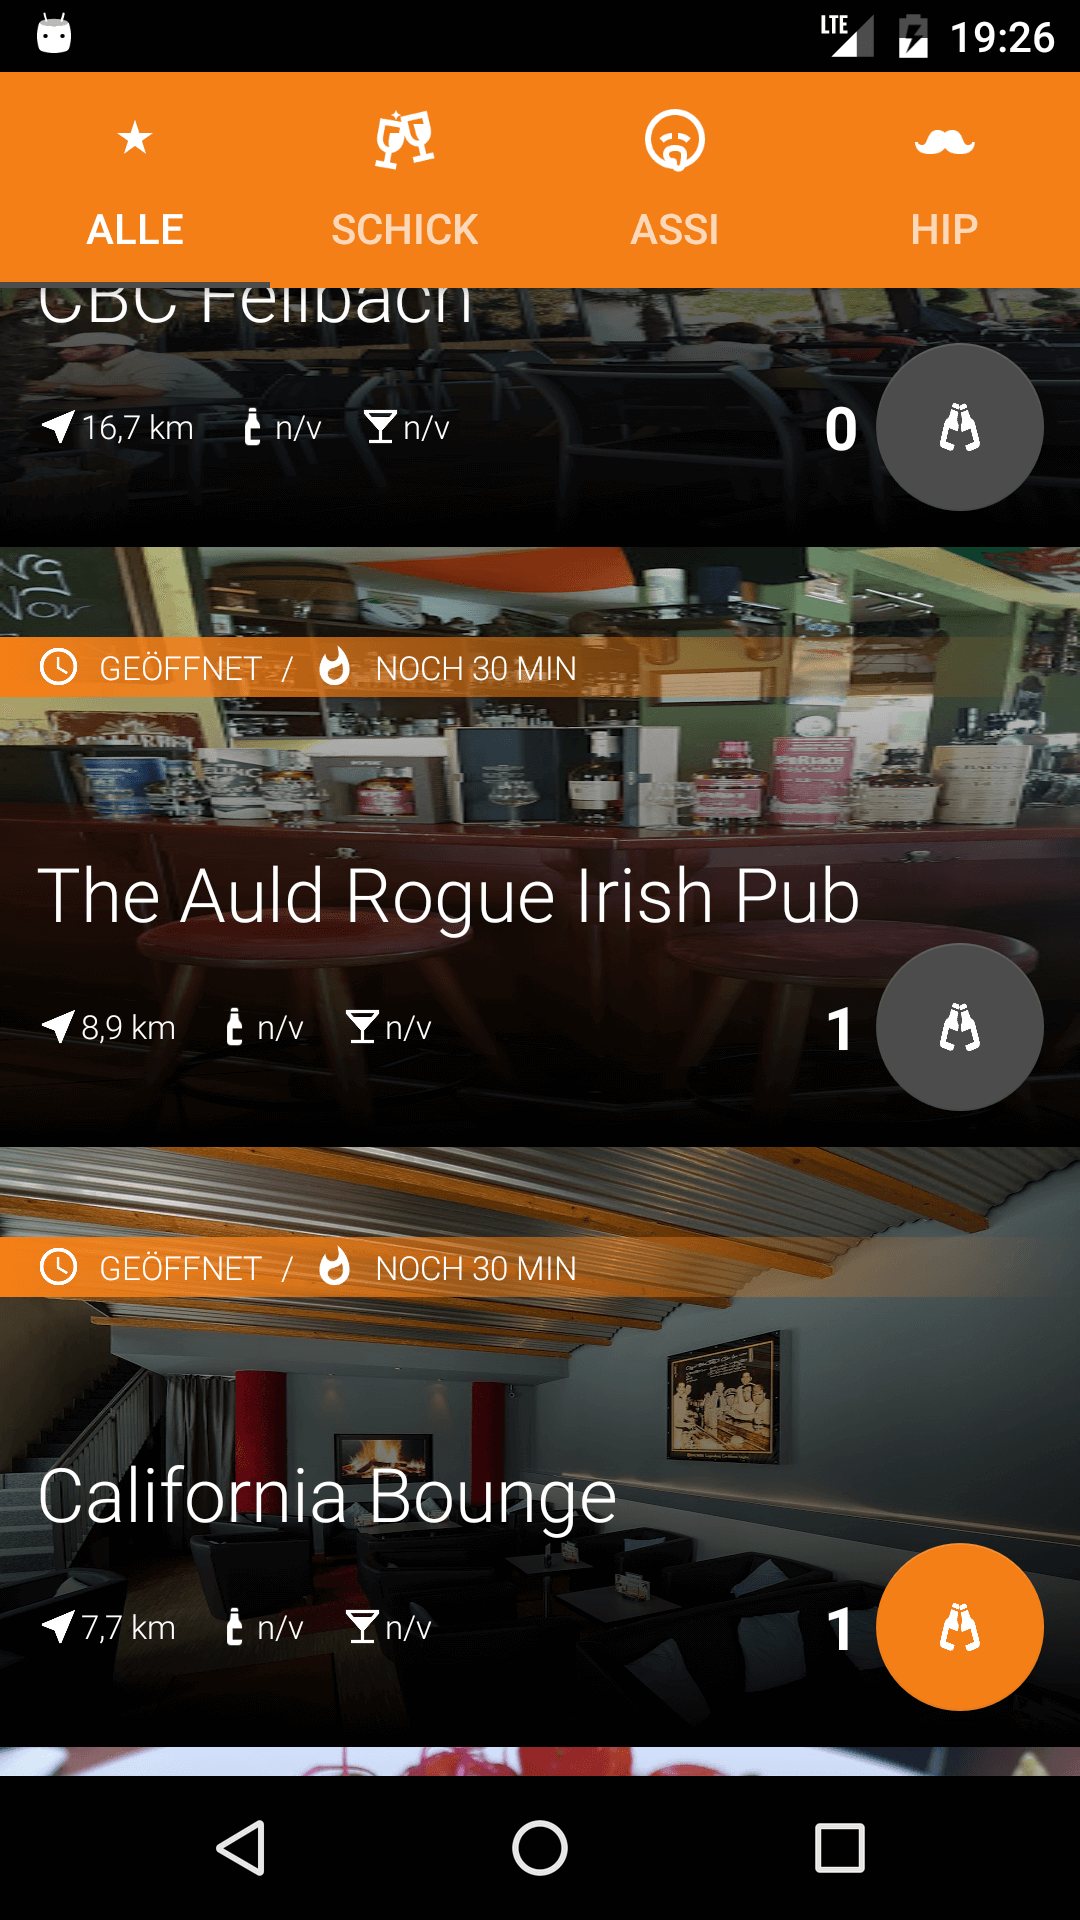 LTE 19:26
ALLE SCHICK ASSI HIP
CBC Fellbach
16,7 km n/v n/v 0
GEÖFFNET / NOCH 30 MIN
The Auld Rogue Irish Pub
8,9 km n/v n/v 1
GEÖFFNET / NOCH 30 MIN
California Bounge
7,7 km n/v n/v 1